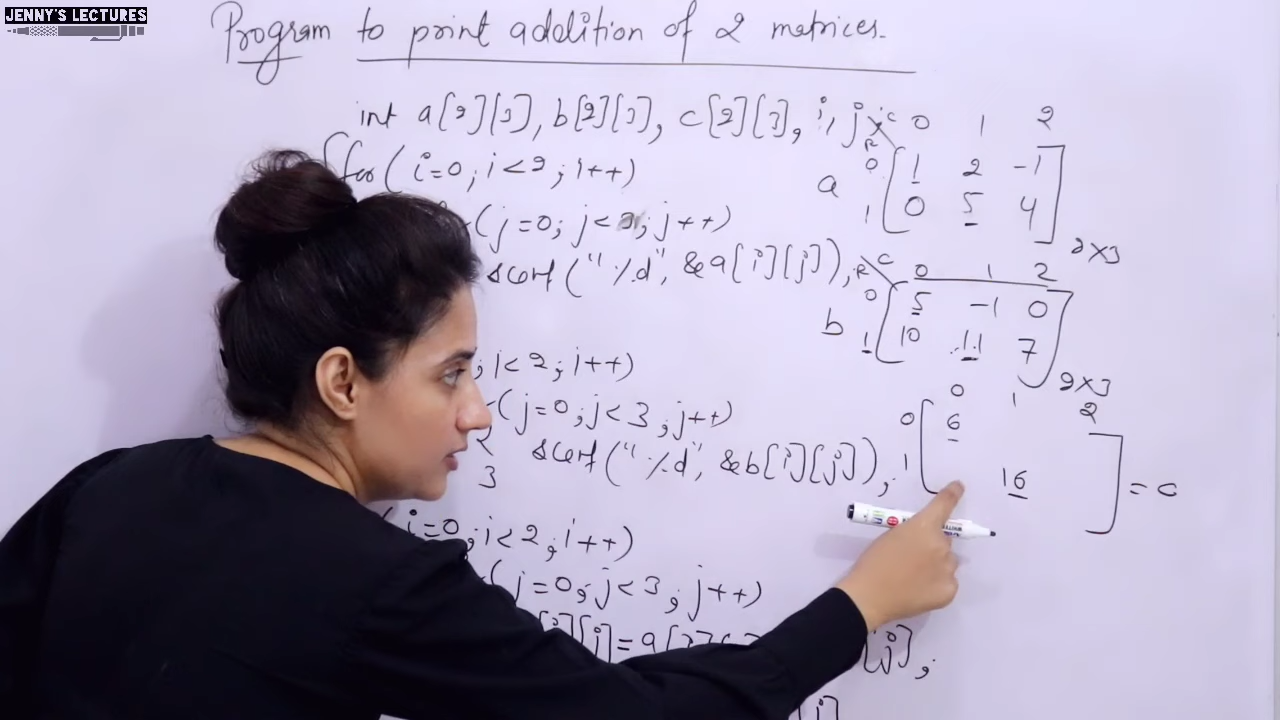 JENNY'S LECTURES
Program to print addition of 2 matrices.
int a[2][3], b[2][3], c[2][3], i, j;
for( i=0; i<2; i++)
(j=0; j<3; j++)
scanf("%d", &a[i][j]),
; i<2; i++)
(j=0; j<3; j++)
2
3
scanf("%d", &b[i][j]),
(i=0; i<2; i++)
( j=0; j<3; j++)
[i][j]=a[i][
[j];
j]
R C 0 1 2
a 0 1 2 -1
1 0 5 4
2X3
R C 0 1 2
b 0 5 -1 0
1 10 11 7
2X3
0 1 2
0 6
1 16 = c